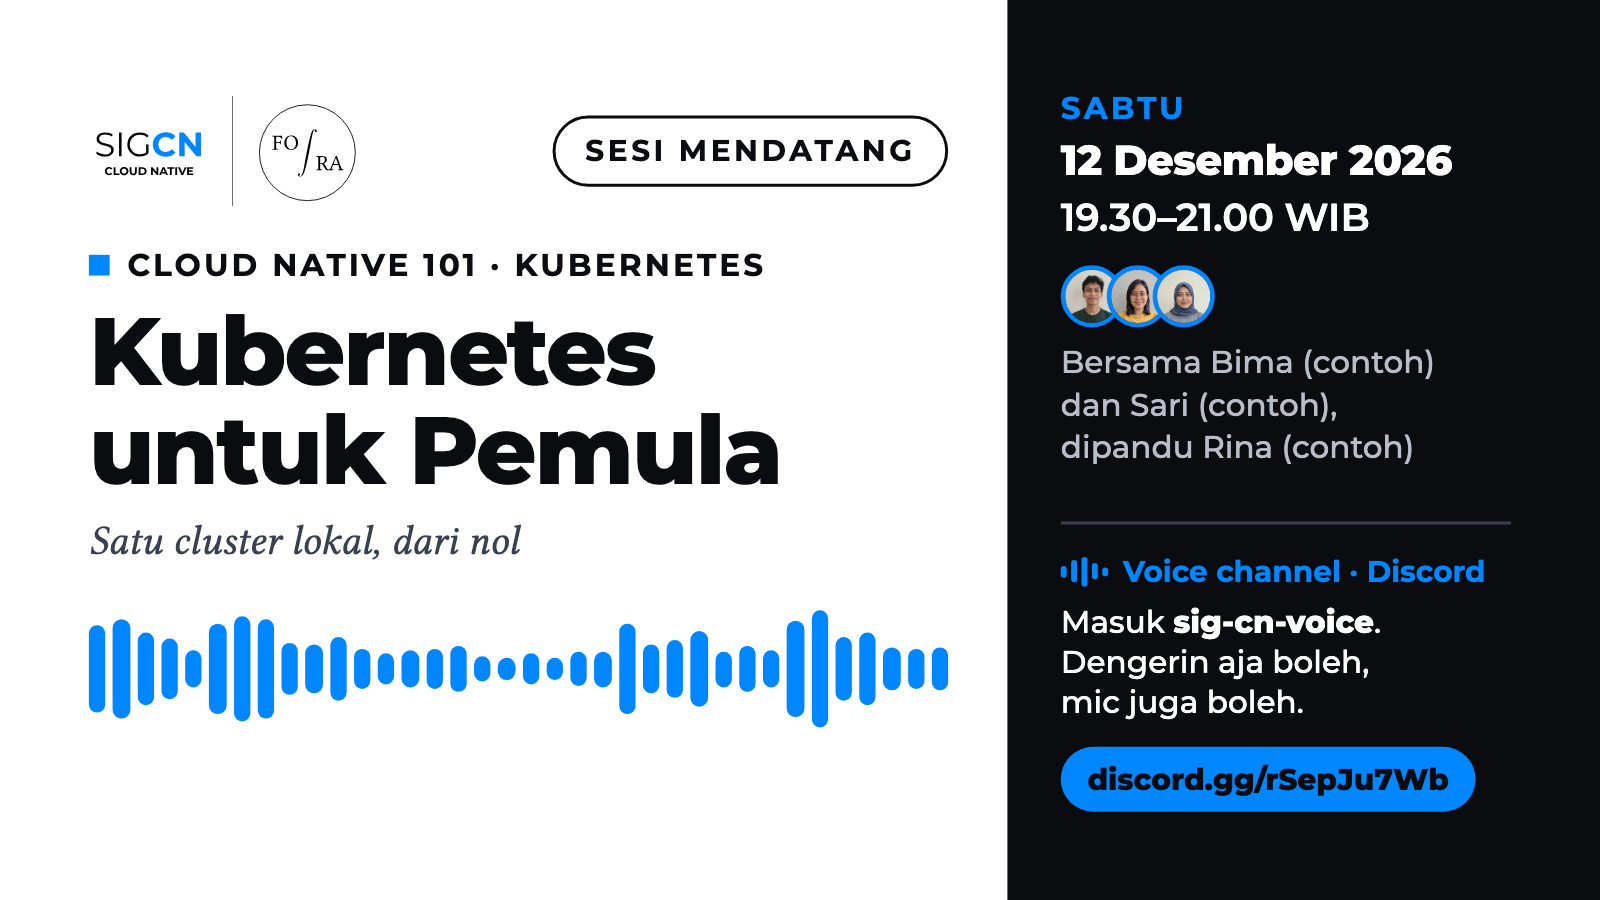 SIGCN
CLOUD NATIVE
FO
RA
SESI MENDATANG
CLOUD NATIVE 101 · KUBERNETES
Kubernetes
untuk Pemula
Satu cluster lokal, dari nol
SABTU
12 Desember 2026
19.30–21.00 WIB
Bersama Bima (contoh)
dan Sari (contoh),
dipandu Rina (contoh)
Voice channel · Discord
Masuk sig-cn-voice.
Dengerin aja boleh,
mic juga boleh.
discord.gg/rSepJu7Wb